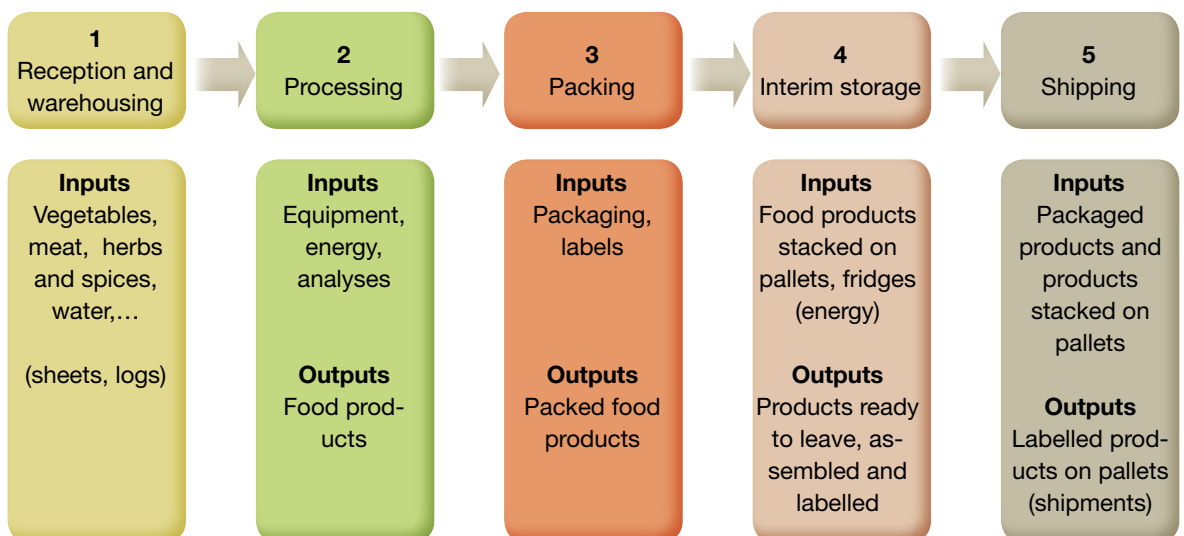 1
Reception and
warehousing
2
Processing
3
Packing
4
Interim storage
5
Shipping
Inputs
Vegetables,
meat, herbs
and spices,
water,…
(sheets, logs)
Inputs
Equipment,
energy,
analyses
Outputs
Food prod-
ucts
Inputs
Packaging,
labels
Outputs
Packed food
products
Inputs
Food products
stacked on
pallets, fridges
(energy)
Outputs
Products ready
to leave, as-
sembled and
labelled
Inputs
Packaged
products and
products
stacked on
pallets
Outputs
Labelled prod-
ucts on pallets
(shipments)